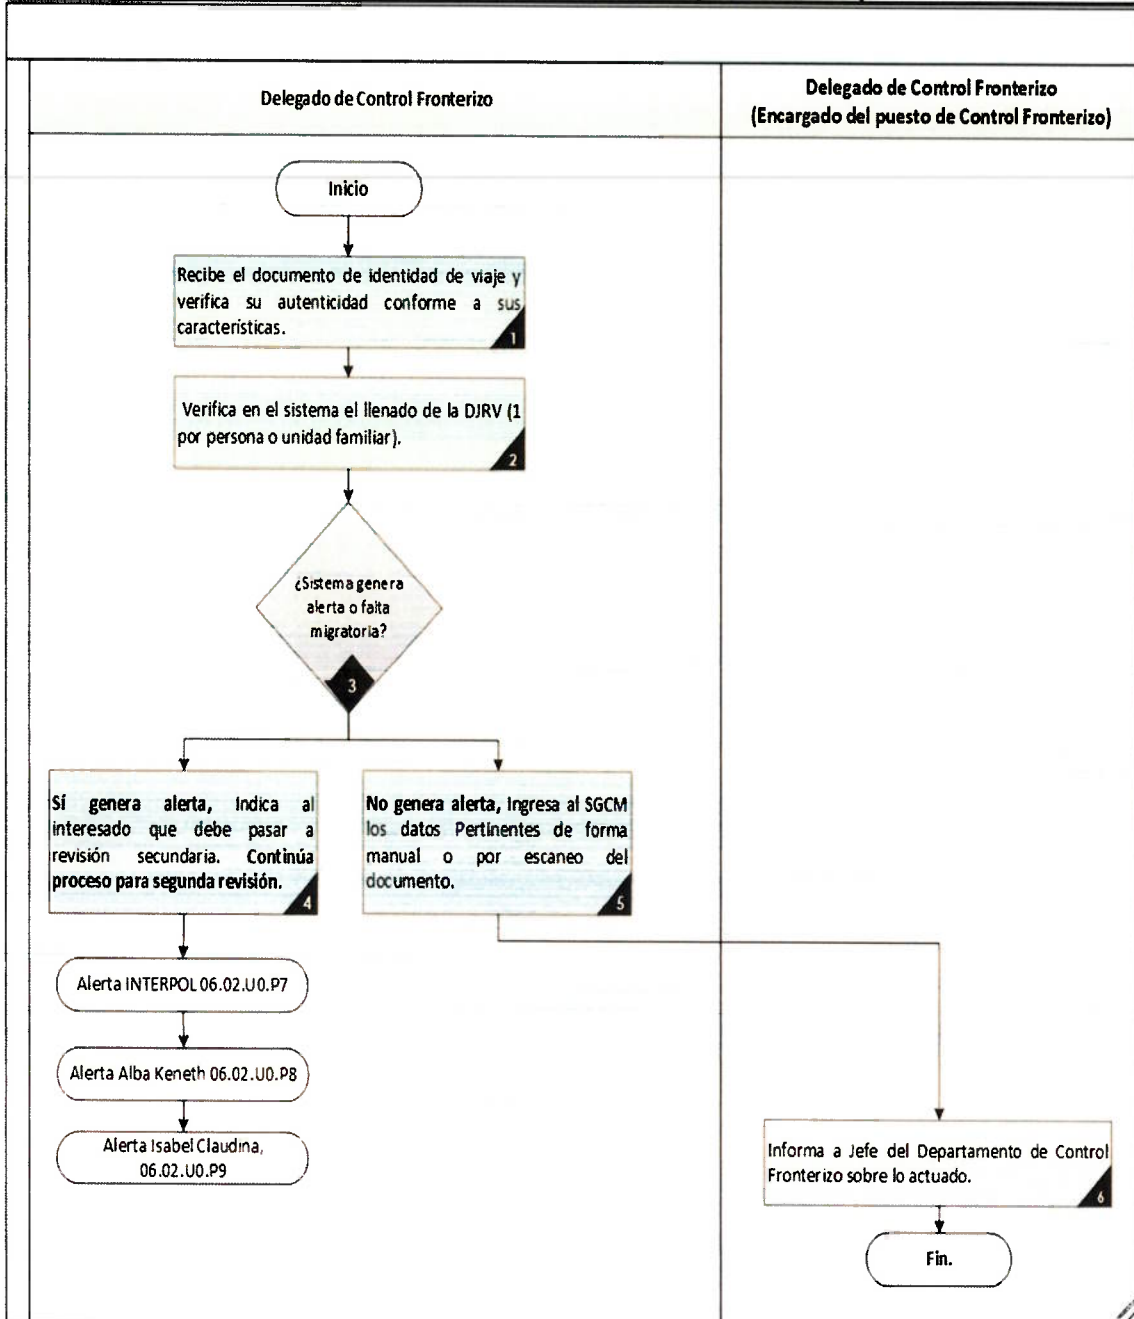 Delegado de Control Fronterizo
Delegado de Control Fronterizo
(Encargado del puesto de Control Fronterizo)
Inicio
Recibe el documento de identidad de viaje y
verifica su autenticidad conforme a sus
características.
1
Verifica en el sistema el llenado de la DJRV (1
por persona o unidad familiar).
2
¿Sistema genera
alerta o falta
migratoria?
3
Sí genera alerta, Indica al
interesado que debe pasar a
revisión secundaria. Continúa
proceso para segunda revisión.
4
No genera alerta, Ingresa al SGCM
los datos Pertinentes de forma
manual o por escaneo del
documento.
5
Alerta INTERPOL 06.02.U0.P7
Alerta Alba Keneth 06.02.U0.P8
Alerta Isabel Claudina,
06.02.U0.P9
Informa a Jefe del Departamento de Control
Fronterizo sobre lo actuado.
6
Fin.